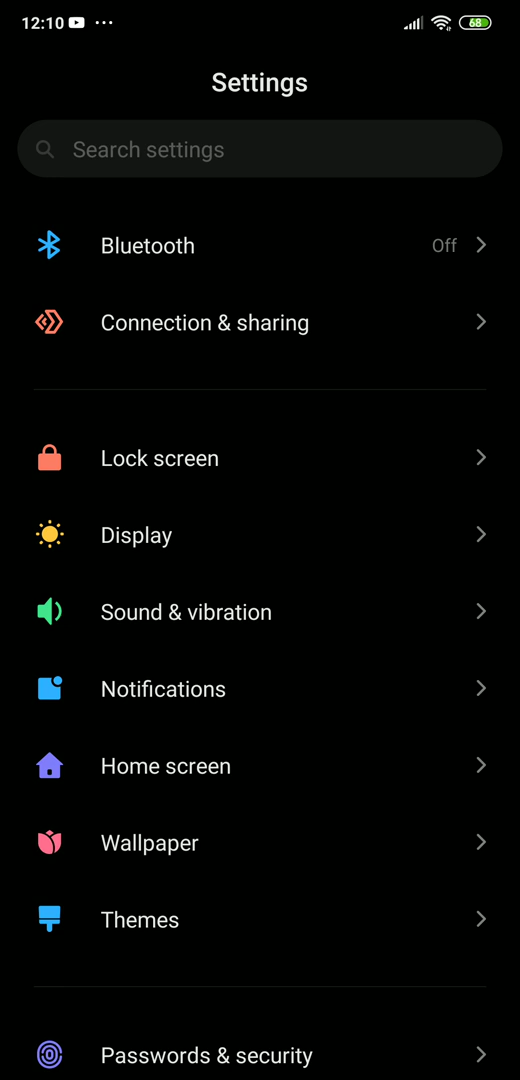 12:10 ... 68
Settings
Search settings
Bluetooth Off
Connection & sharing
Lock screen
Display
Sound & vibration
Notifications
Home screen
Wallpaper
Themes
Passwords & security